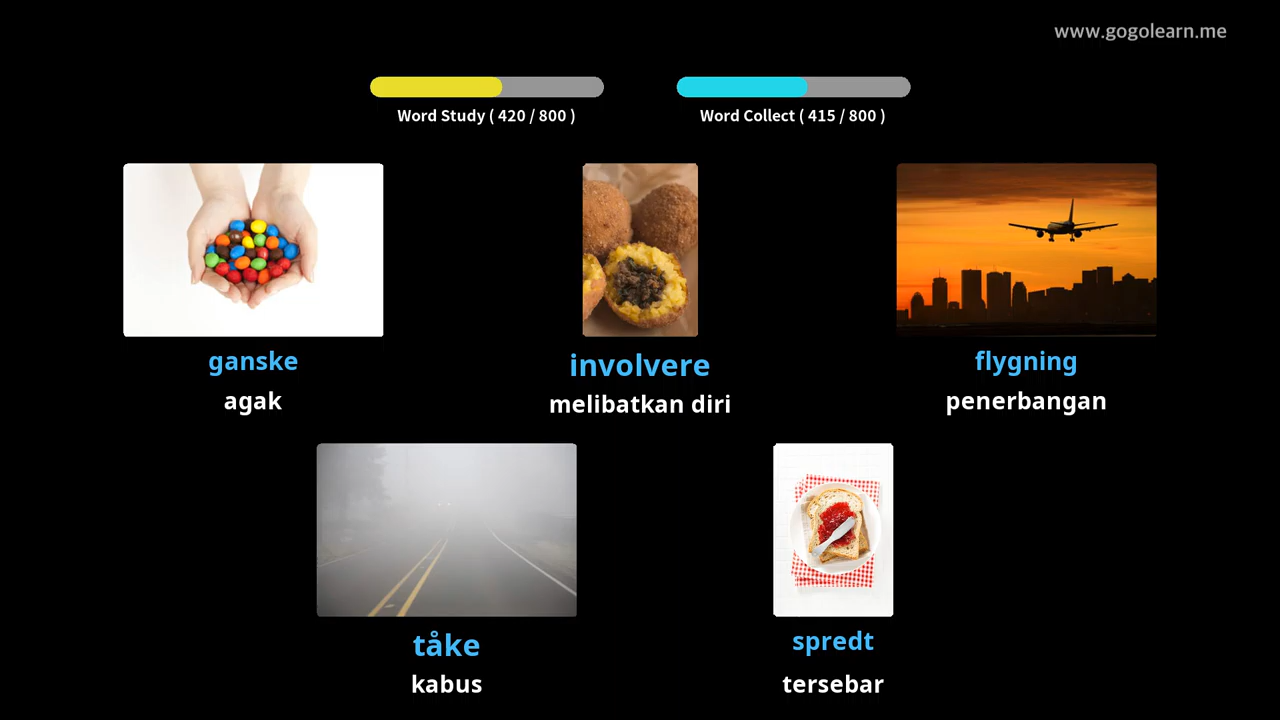 www.gogolearn.me
Word Study ( 420 / 800 )
Word Collect ( 415 / 800 )
ganske
agak
involvere
melibatkan diri
flygning
penerbangan
tåke
kabus
spredt
tersebar